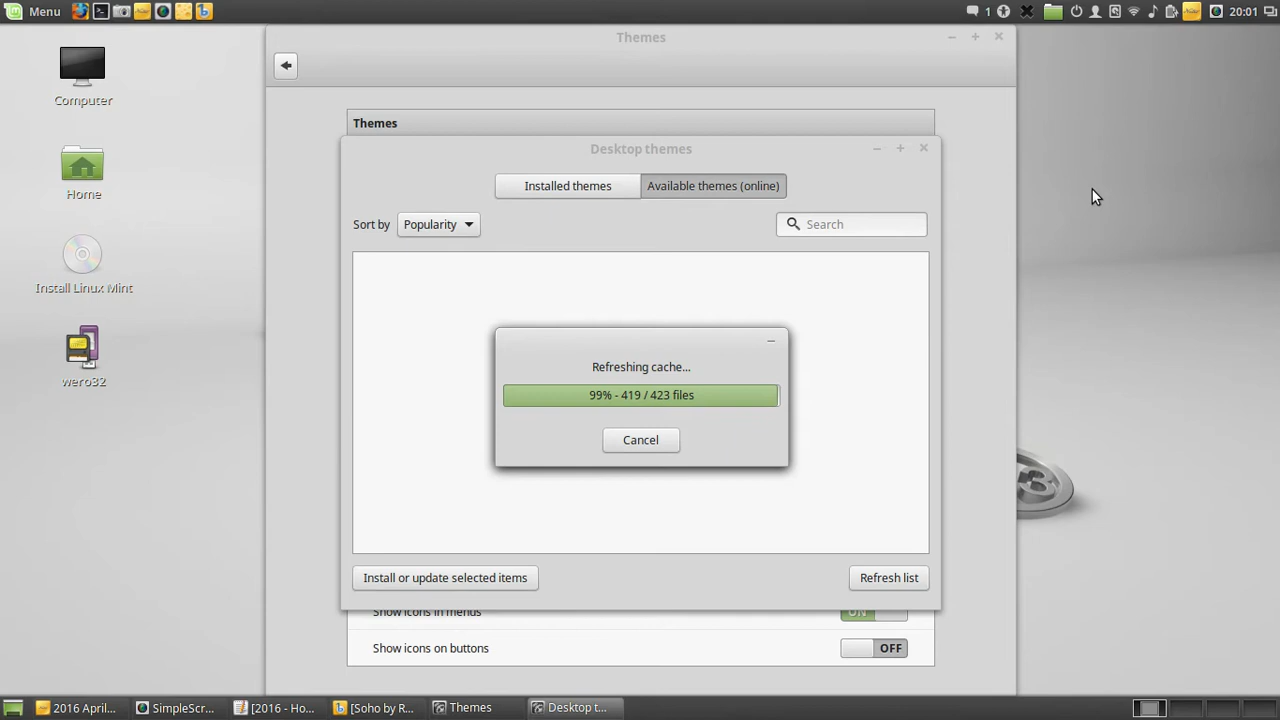 Menu
1
20:01
Themes
Computer
Home
Install Linux Mint
wero32
Themes
Desktop themes
Installed themes
Available themes (online)
Sort by
Popularity
Search
Refreshing cache...
99% - 419 / 423 files
Cancel
Install or update selected items
Refresh list
Show icons in menus
ON
Show icons on buttons
OFF
3
2016 April...
SimpleScr...
[2016 - Ho...
[Soho by R...
Themes
Desktop t...